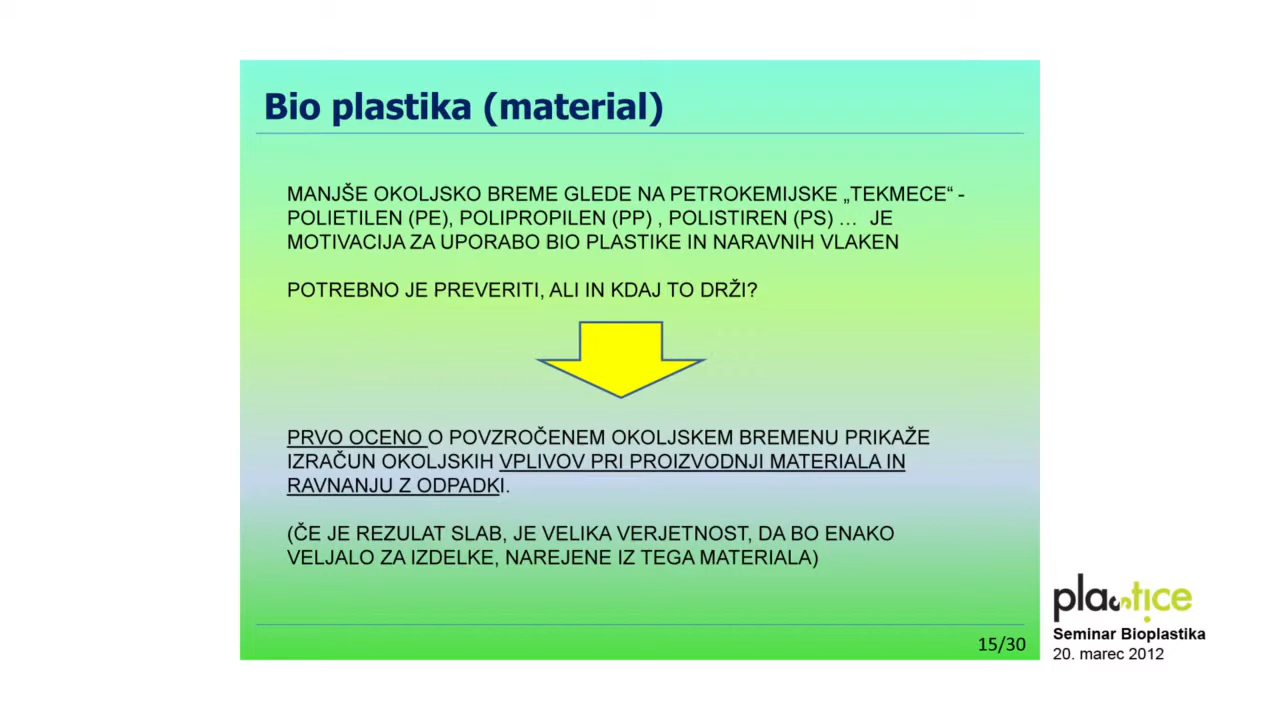 Bio plastika (material)
MANJŠE OKOLJSKO BREME GLEDE NA PETROKEMIJSKE „TEKMECE“ -
POLIETILEN (PE), POLIPROPILEN (PP) , POLISTIREN (PS) … JE
MOTIVACIJA ZA UPORABO BIO PLASTIKE IN NARAVNIH VLAKEN
POTREBNO JE PREVERITI, ALI IN KDAJ TO DRŽI?
PRVO OCENO O POVZROČENEM OKOLJSKEM BREMENU PRIKAŽE
IZRAČUN OKOLJSKIH VPLIVOV PRI PROIZVODNJI MATERIALA IN
RAVNANJU Z ODPADKI.
(ČE JE REZULAT SLAB, JE VELIKA VERJETNOST, DA BO ENAKO
VELJALO ZA IZDELKE, NAREJENE IZ TEGA MATERIALA)
15/30
plastice
Seminar Bioplastika
20. marec 2012